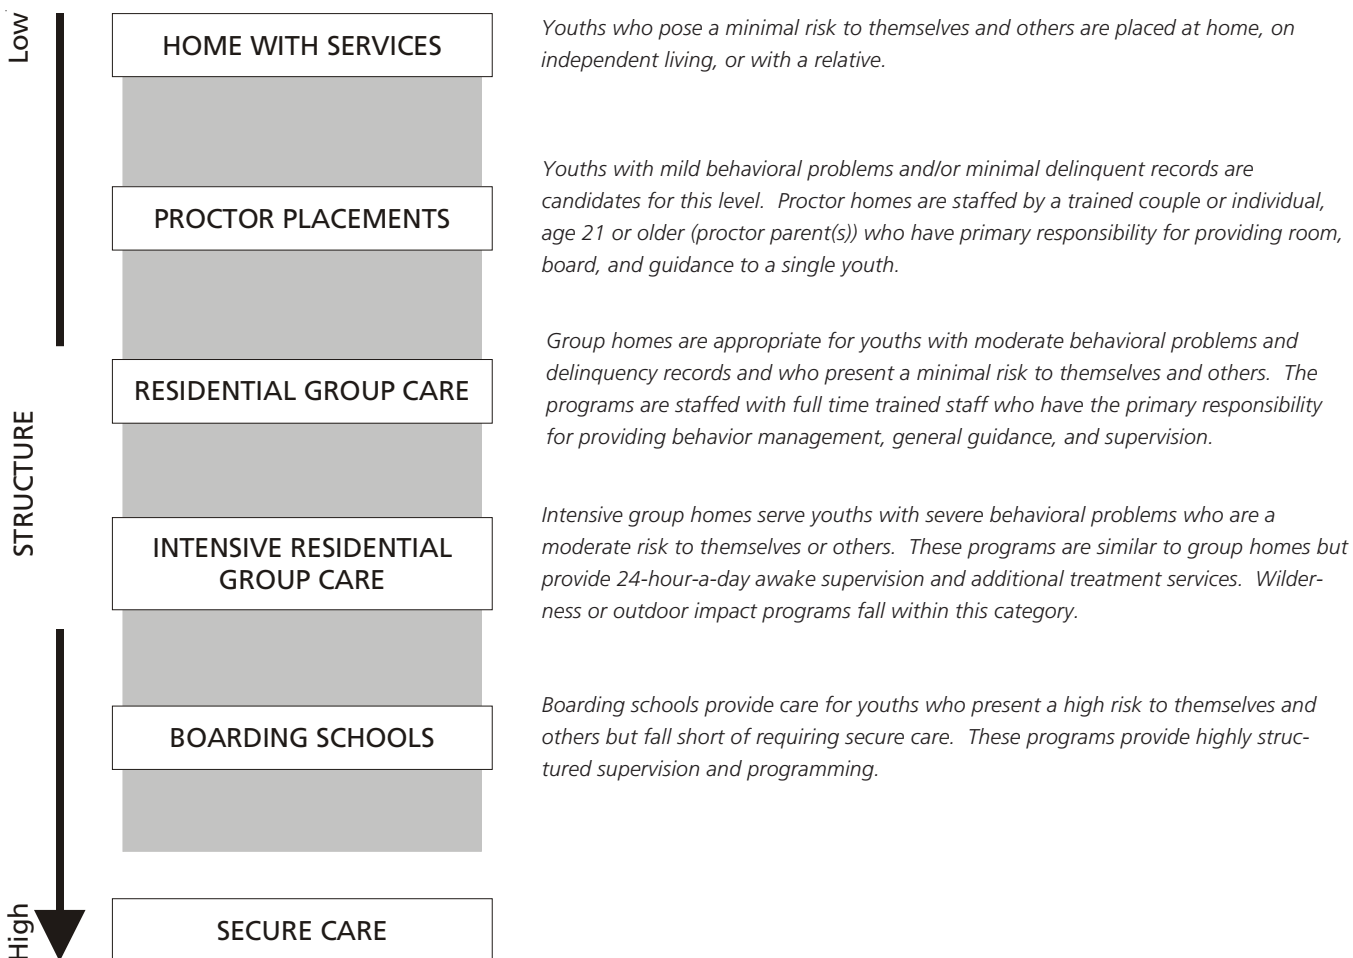 Low
HOME WITH SERVICES
Youths who pose a minimal risk to themselves and others are placed at home, on
independent living, or with a relative.
PROCTOR PLACEMENTS
Youths with mild behavioral problems and/or minimal delinquent records are
candidates for this level.  Proctor homes are staffed by a trained couple or individual,
age 21 or older (proctor parent(s)) who have primary responsibility for providing room,
board, and guidance to a single youth.
STRUCTURE
RESIDENTIAL GROUP CARE
Group homes are appropriate for youths with moderate behavioral problems and
delinquency records and who present a minimal risk to themselves and others.  The
programs are staffed with full time trained staff who have the primary responsibility
for providing behavior management, general guidance, and supervision.
INTENSIVE RESIDENTIAL
GROUP CARE
Intensive group homes serve youths with severe behavioral problems who are a
moderate risk to themselves or others.  These programs are similar to group homes but
provide 24-hour-a-day awake supervision and additional treatment services.  Wilder-
ness or outdoor impact programs fall within this category.
BOARDING SCHOOLS
Boarding schools provide care for youths who present a high risk to themselves and
others but fall short of requiring secure care.  These programs provide highly struc-
tured supervision and programming.
High
SECURE CARE